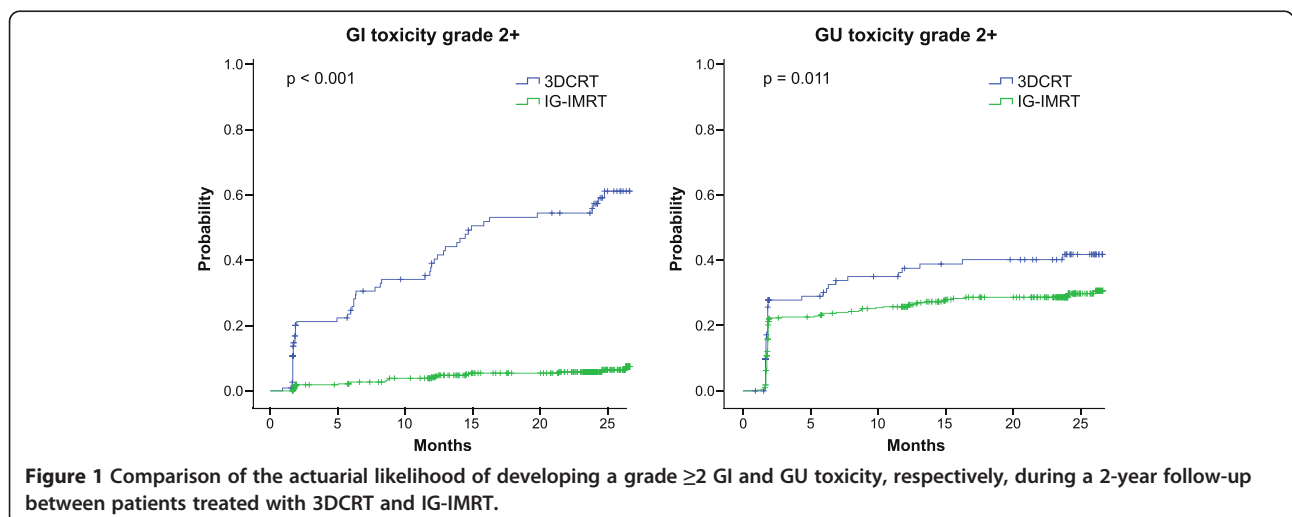 GI toxicity grade 2+
p < 0.001
3DCRT
IG-IMRT
Probability
1.0
0.8
0.6
0.4
0.2
0.0
0 5 10 15 20 25
Months
GU toxicity grade 2+
p = 0.011
3DCRT
IG-IMRT
Probability
1.0
0.8
0.6
0.4
0.2
0.0
0 5 10 15 20 25
Months
Figure 1 Comparison of the actuarial likelihood of developing a grade ≥2 GI and GU toxicity, respectively, during a 2-year follow-up
between patients treated with 3DCRT and IG-IMRT.